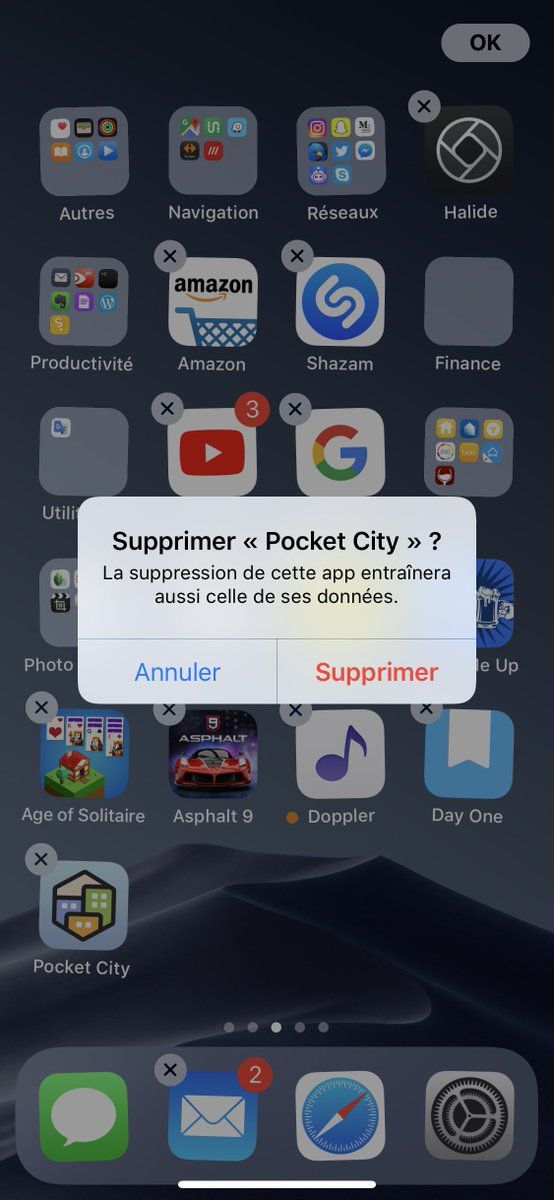 OK
Autres
Navigation
Réseaux
Halide
amazon
Productivité
Amazon
Shazam
Finance
3
G
Supprimer « Pocket City » ?
La suppression de cette app entraînera
aussi celle de ses données.
Annuler
Supprimer
Photo
Up
9
ASPHALT
Age of Solitaire
Asphalt 9
Doppler
Day One
Pocket City
2